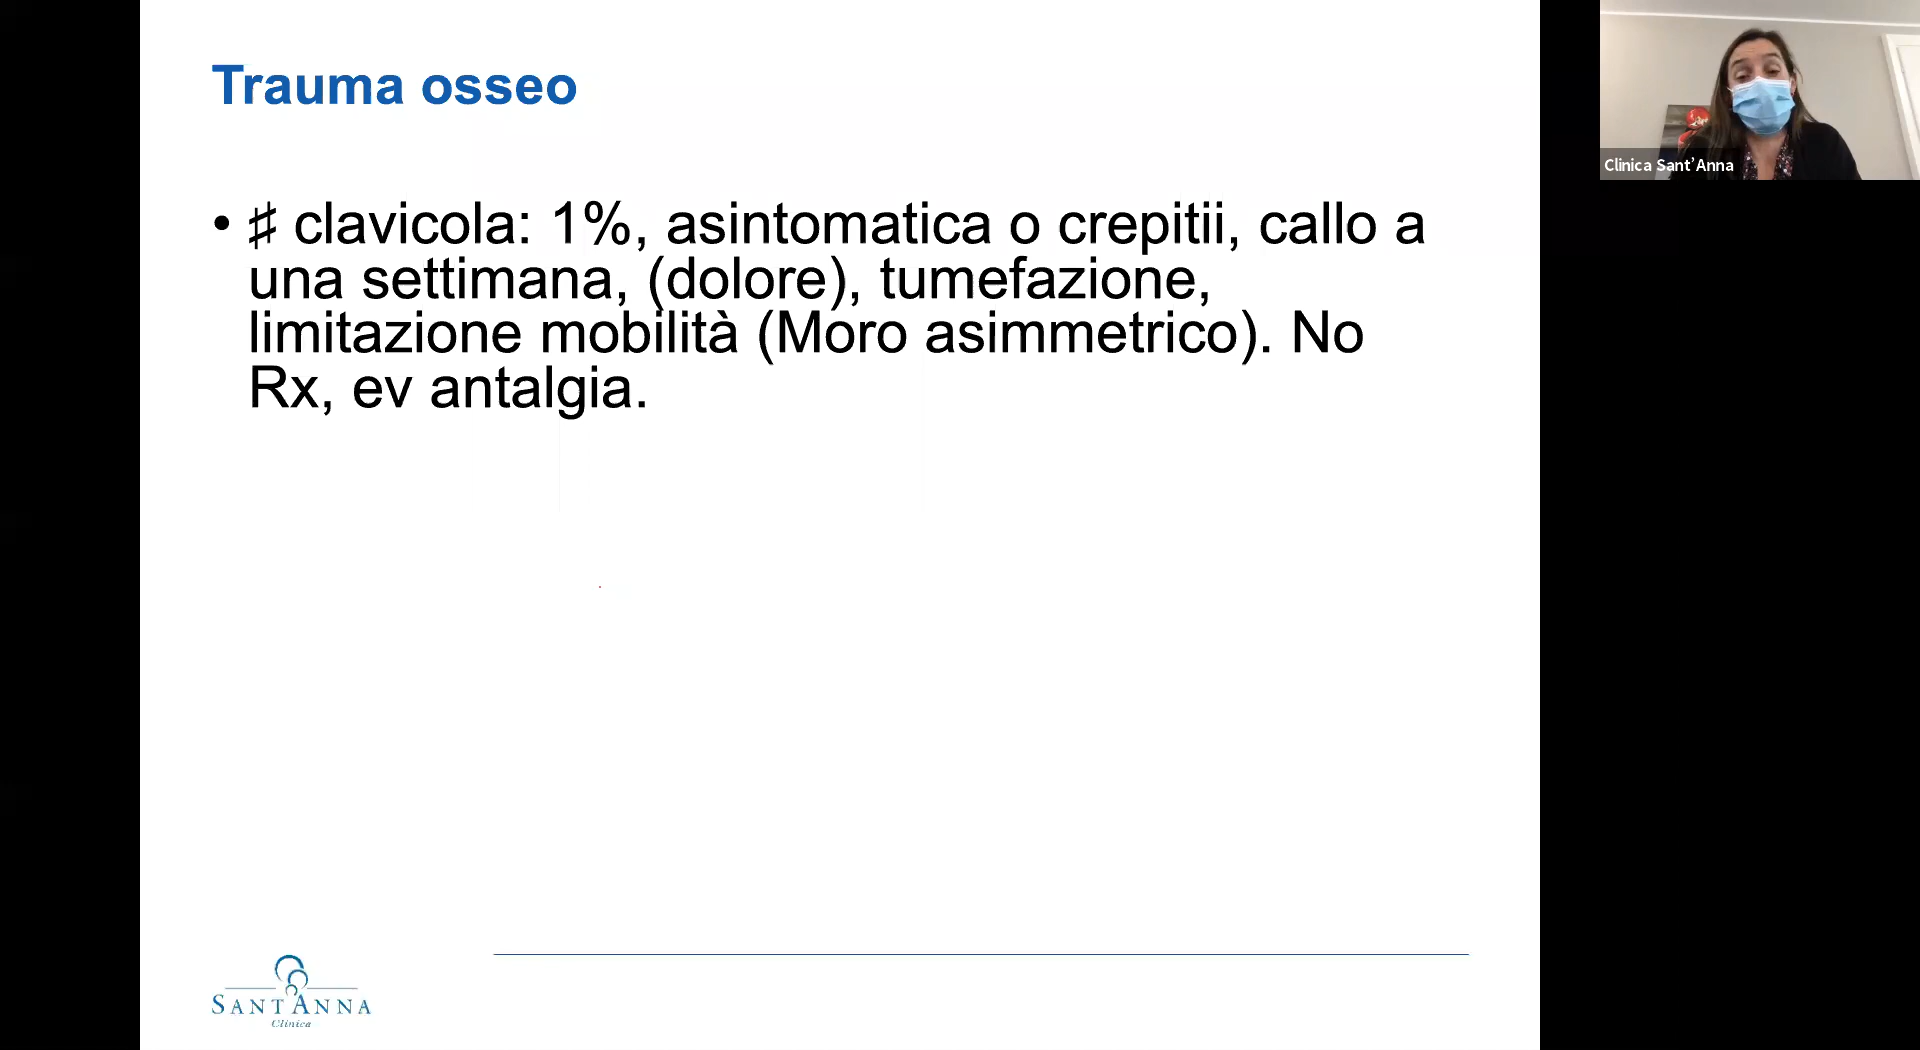 Trauma osseo
• ♯ clavicola: 1%, asintomatica o crepitii, callo a
una settimana, (dolore), tumefazione,
limitazione mobilità (Moro asimmetrico). No
Rx, ev antalgia.
Clinica Sant'Anna
SANT'ANNA
Clinica